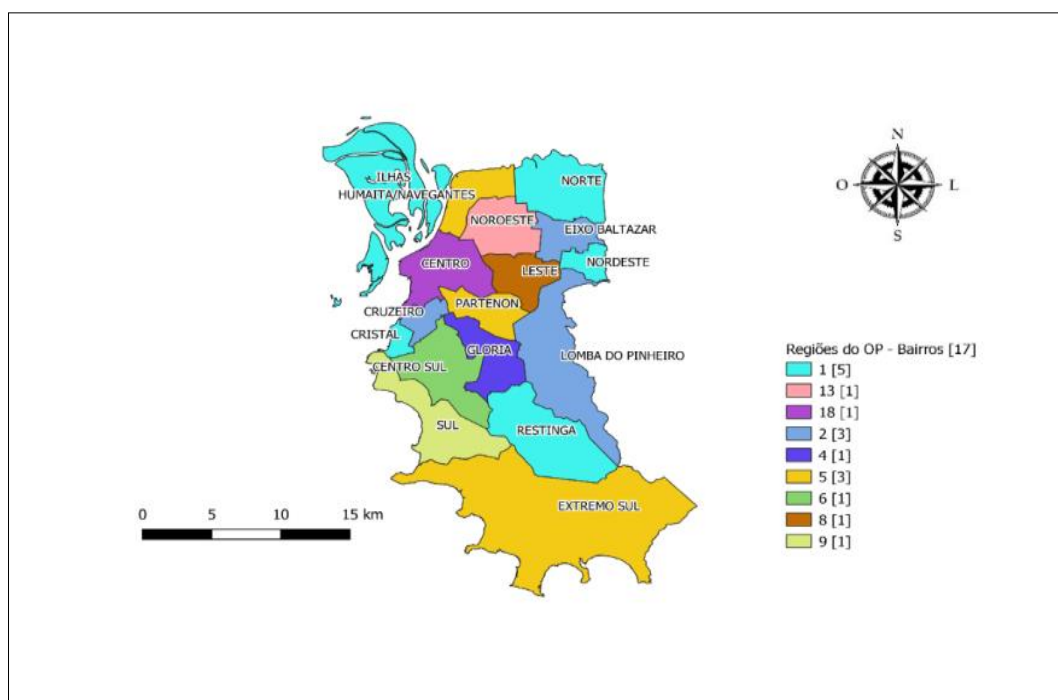 N
O
L
S
ILHAS
HUMAITA/NAVEGANTES
NORTE
NOROESTE
EIXO BALTAZAR
CENTRO
LESTE
NORDESTE
PARTENON
CRUZEIRO
CRISTAL
GLORIA
LOMBA DO PINHEIRO
CENTRO SUL
SUL
RESTINGA
EXTREMO SUL
0 5 10 15 km
Regiões do OP - Bairros [17]
1 [5]
13 [1]
18 [1]
2 [3]
4 [1]
5 [3]
6 [1]
8 [1]
9 [1]